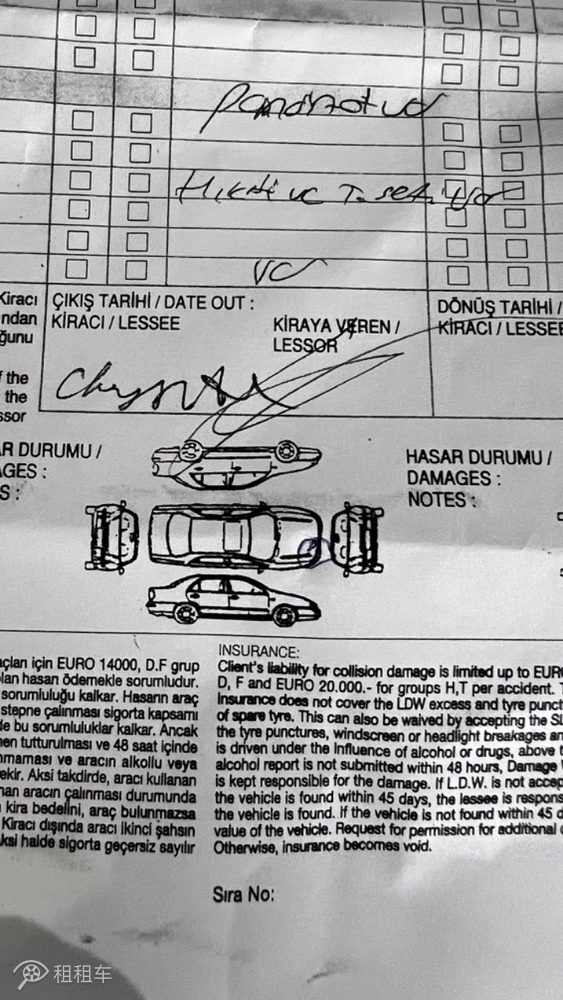 VC
Kiracı
ÇIKIŞ TARİHİ / DATE OUT :
KİRACI / LESSEE
KİRAYA VEREN /
LESSOR
DÖNÜŞ TARİHİ /
KİRACI / LESSEE
ndan
ğunu
f the
the
ssor
AR DURUMU /
AGES :
S :
HASAR DURUMU /
DAMAGES :
NOTES :
açları için EURO 14000, D.F grup
olan hasarı ödemekle sorumludur.
sorumluluğu kalkar. Hasarın araç
stepne çalınması sigorta kapsamı
de bu sorumluluklar kalkar. Ancak
nen tutturulması ve 48 saat içinde
nmaması ve aracın alkollü veya
ekir. Aksi takdirde, aracı kullanan
nan aracın çalınması durumunda
kira bedelini, araç bulunmazsa
Kiracı dışında aracı ikinci şahsın
ksi halde sigorta geçersiz sayılır
INSURANCE:
Client's liability for collision damage is limited up to EUR
D, F and EURO 20.000.- for groups H,T per accident. T
Insurance does not cover the LDW excess and tyre punct
of spare tyre. This can also be waived by accepting the SL
the tyre punctures, windscreen or headlight breakages an
is driven under the influence of alcohol or drugs, above t
alcohol report is not submitted within 48 hours, Damage
is kept responsible for the damage. If L.D.W. is not accep
the vehicle is found within 45 days, the lessee is respons
the vehicle is found. If the vehicle is not found within 45 d
value of the vehicle. Request for permission for additional
Otherwise, insurance becomes void.
Sıra No:
租租车